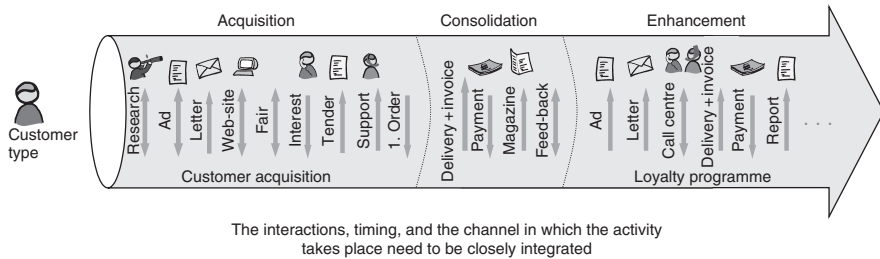 Acquisition
Consolidation
Enhancement
Customer
type
Research
Ad
Letter
Web-site
Fair
Interest
Tender
Support
1. Order
Delivery + invoice
Payment
Magazine
Feed-back
Ad
Letter
Call centre
Delivery + invoice
Payment
Report
. . .
Customer acquisition
Loyalty programme
The interactions, timing, and the channel in which the activity
takes place need to be closely integrated